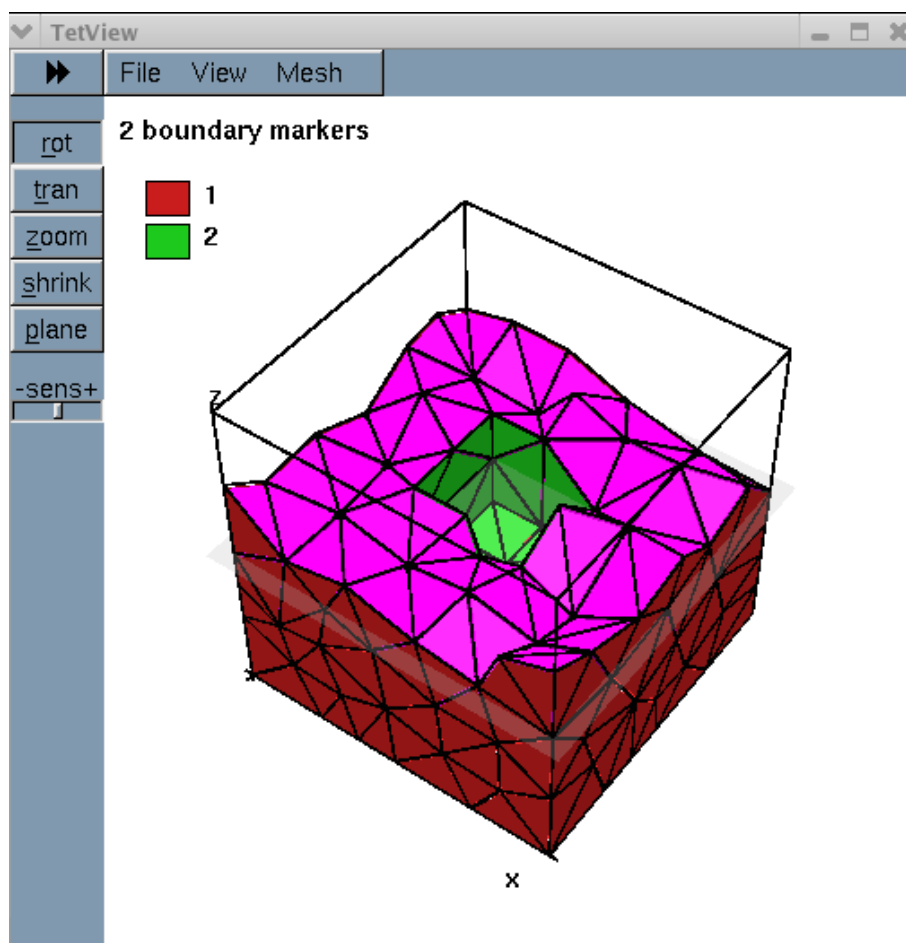 TetView
File View Mesh
rot
tran
zoom
shrink
plane
-sens+
2 boundary markers
1
2
z
x